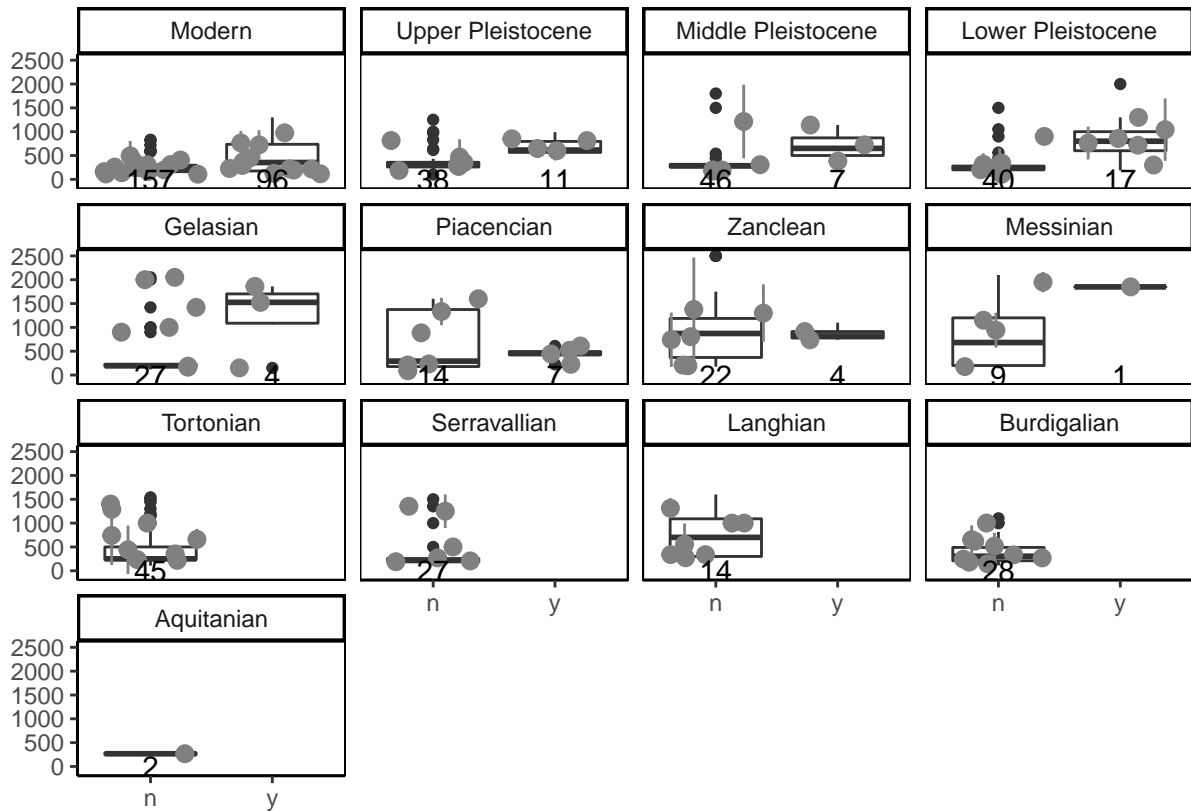 Modern Upper Pleistocene Middle Pleistocene Lower Pleistocene
2500
2000
1500
1000
500
0
157 96 38 11 46 7 40 17
Gelasian Piacencian Zanclean Messinian
2500
2000
1500
1000
500
0
27 4 14 7 22 4 9 1
Tortonian Serravallian Langhian Burdigalian
2500
2000
1500
1000
500
0
45 27 14 28
n y n y n y
Aquitanian
2500
2000
1500
1000
500
0
2
n y